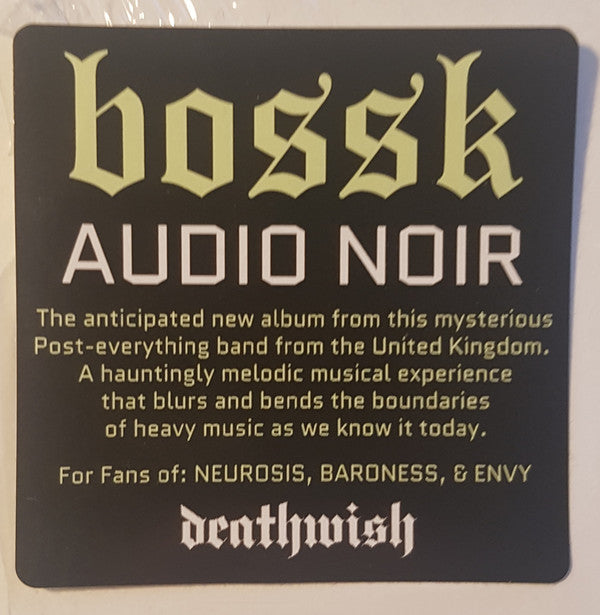 bossk
AUDIO NOIR
The anticipated new album from this mysterious
Post-everything band from the United Kingdom.
A hauntingly melodic musical experience
that blurs and bends the boundaries
of heavy music as we know it today.
For Fans of: NEUROSIS, BARONESS, & ENVY
deathwish